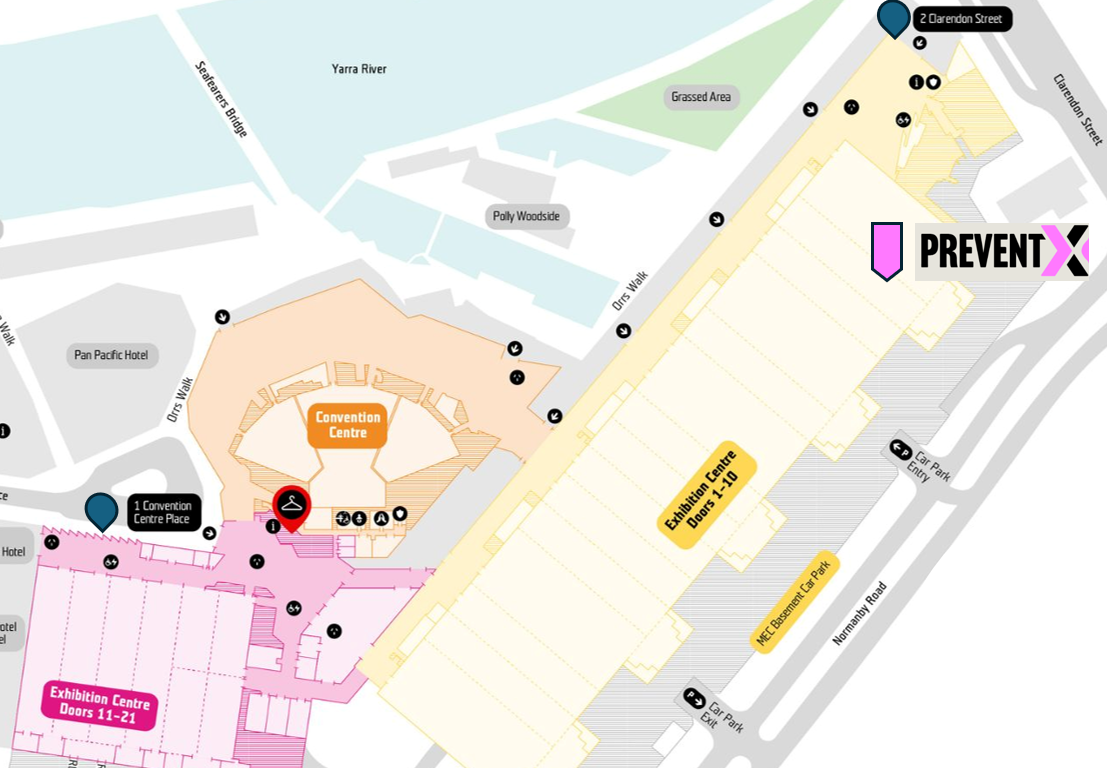 2 Clarendon Street
Seafearers Bridge
Yarra River
Grassed Area
Clarendon Street
Polly Woodside
PREVENTX
Orrs Walk
Pan Pacific Hotel
Walk
Orrs Walk
Convention
Centre
Exhibition Centre
Doors 1-10
P
Car Park
Entry
1 Convention
Centre Place
Hotel
MEC Basement Car Park
Normanby Road
Exhibition Centre
Doors 11-21
P
Car Park
Exit